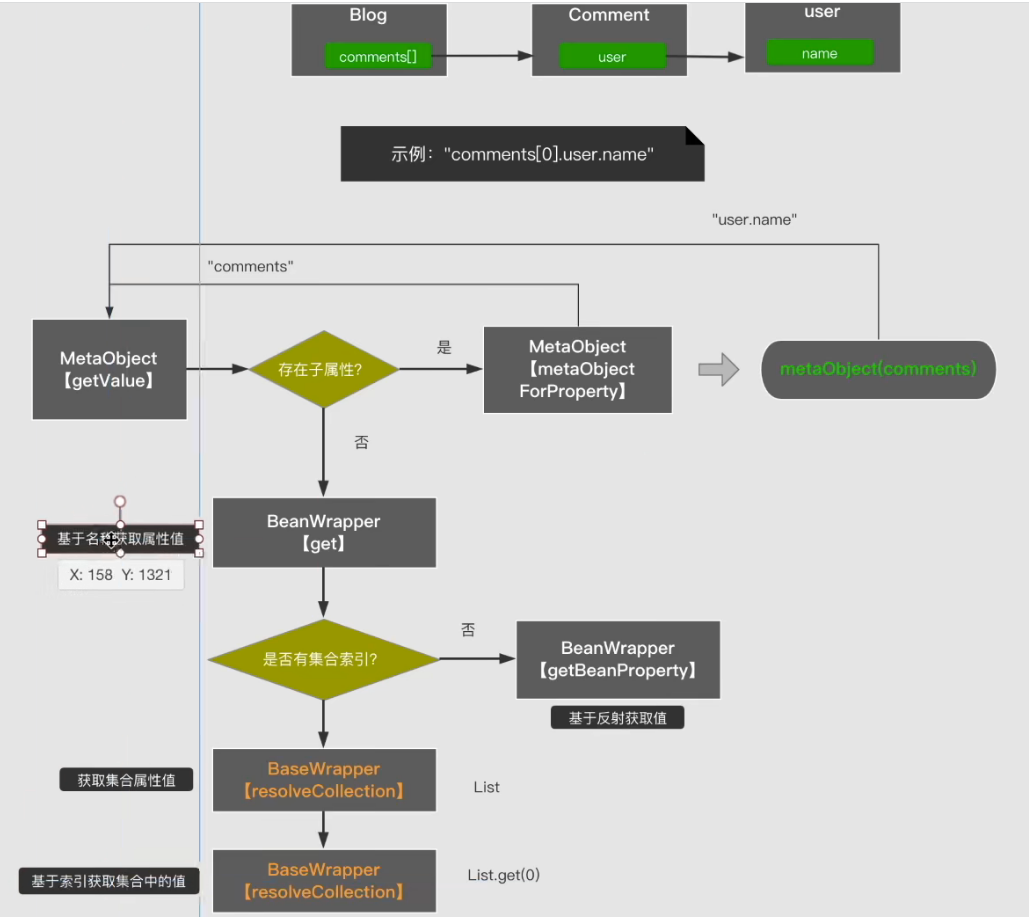 Blog
Comment
user
comments[]
user
name
示例："comments[0].user.name"
"user.name"
"comments"
MetaObject
【getValue】
存在子属性?
是
MetaObject
【metaObject
ForProperty】
metaObject(comments)
否
BeanWrapper
【get】
基于名称获取属性值
X: 158 Y: 1321
是否有集合索引?
否
BeanWrapper
【getBeanProperty】
基于反射获取值
获取集合属性值
BaseWrapper
【resolveCollection】
List
基于索引获取集合中的值
BaseWrapper
【resolveCollection】
List.get(0)